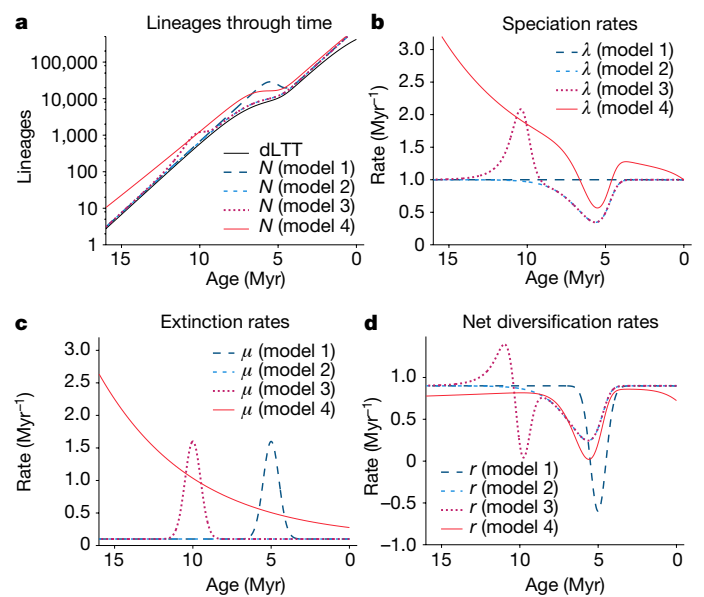 a Lineages through time
Lineages
100,000
10,000
1,000
100
10
1
dLTT
N (model 1)
N (model 2)
N (model 3)
N (model 4)
15 10 5 0
Age (Myr)
b Speciation rates
Rate (Myr⁻¹)
3.0
2.5
2.0
1.5
1.0
0.5
0
λ (model 1)
λ (model 2)
λ (model 3)
λ (model 4)
15 10 5 0
Age (Myr)
c Extinction rates
Rate (Myr⁻¹)
3.0
2.5
2.0
1.5
1.0
0.5
0
μ (model 1)
μ (model 2)
μ (model 3)
μ (model 4)
15 10 5 0
Age (Myr)
d Net diversification rates
Rate (Myr⁻¹)
1.0
0.5
0
−0.5
−1.0
r (model 1)
r (model 2)
r (model 3)
r (model 4)
15 10 5 0
Age (Myr)